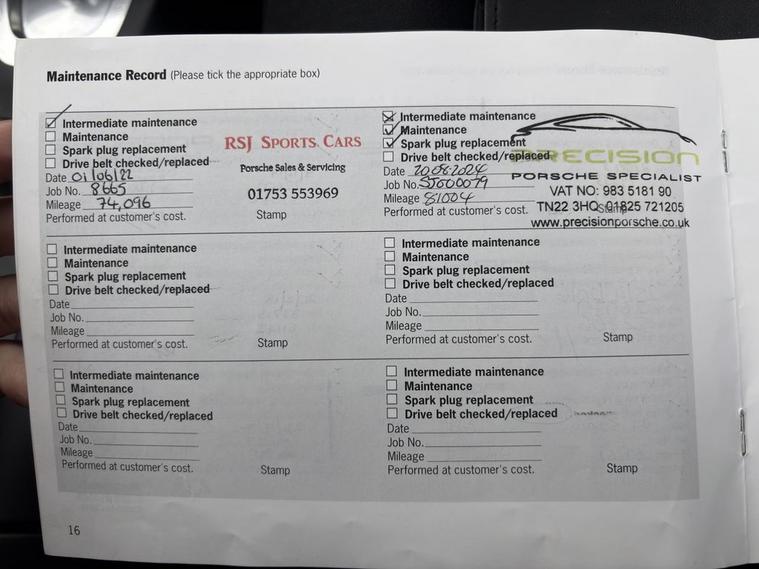 Maintenance Record (Please tick the appropriate box)
Intermediate maintenance
Maintenance
Spark plug replacement
Drive belt checked/replaced
Date 01/06/22
Job No. 8665
Mileage 74,096
Performed at customer's cost.
RSJ SPORTS CARS
Porsche Sales & Servicing
01753 553969
Stamp
Intermediate maintenance
Maintenance
Spark plug replacement
Drive belt checked/replaced
Date 20.08.2024
Job No. SJ000079
Mileage 81004
Performed at customer's cost.
PRECISION
PORSCHE SPECIALIST
VAT NO: 983 5181 90
TN22 3HQ 01825 721205
Stamp
www.precisionporsche.co.uk
Intermediate maintenance
Maintenance
Spark plug replacement
Drive belt checked/replaced
Date
Job No.
Mileage
Performed at customer's cost.
Stamp
Intermediate maintenance
Maintenance
Spark plug replacement
Drive belt checked/replaced
Date
Job No.
Mileage
Performed at customer's cost.
Stamp
Intermediate maintenance
Maintenance
Spark plug replacement
Drive belt checked/replaced
Date
Job No.
Mileage
Performed at customer's cost.
Stamp
Intermediate maintenance
Maintenance
Spark plug replacement
Drive belt checked/replaced
Date
Job No.
Mileage
Performed at customer's cost.
Stamp
16